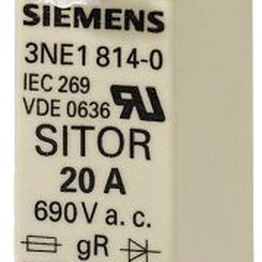 SIEMENS
3NE1 814-0
IEC 269
VDE 0636
SITOR
20 A
690 V a. c.
gR